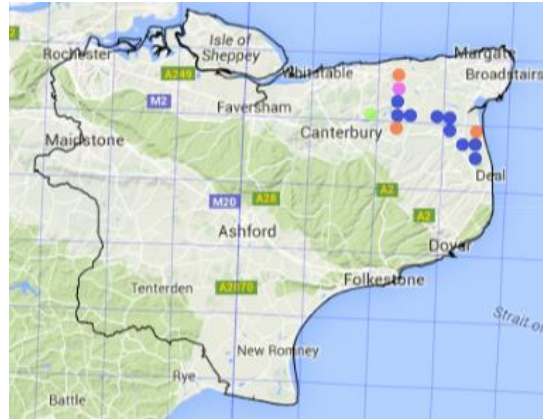 2
Isle of
Sheppey
Margate
Rochester
A249
Whitstable
Broadstairs
M2
Faversham
Canterbury
Maidstone
Deal
A2
M20
A28
A2
Ashford
Dover
Folkestone
Tenterden
A2070
Strait o
New Romney
Rye
Battle